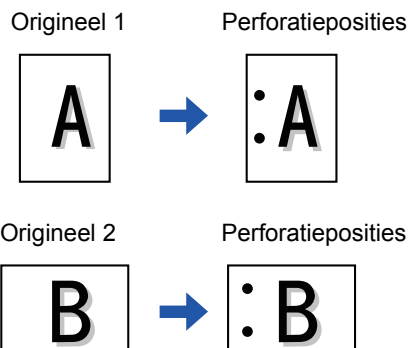 Origineel 1 Perforatieposities
A A
Origineel 2 Perforatieposities
B B